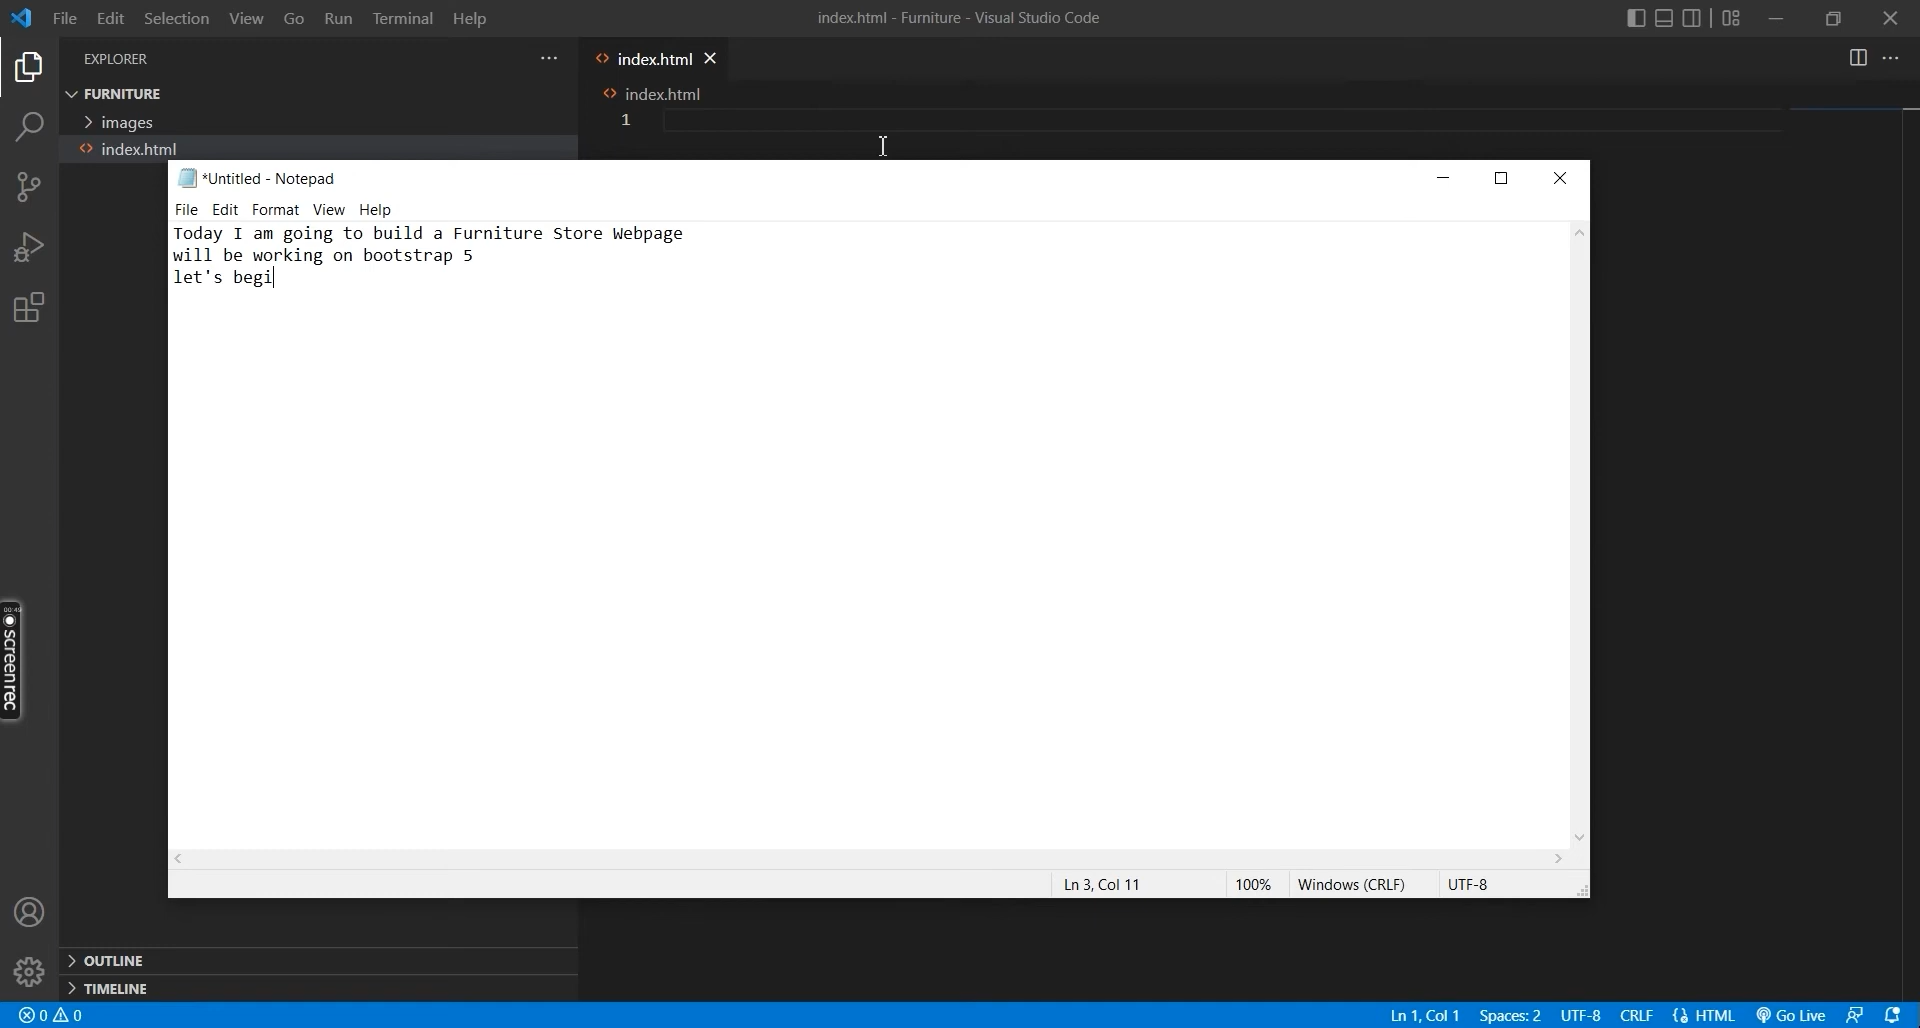 File Edit Selection View Go Run Terminal Help
index.html - Furniture - Visual Studio Code
EXPLORER
FURNITURE
images
index.html
index.html
index.html
1
*Untitled - Notepad
File Edit Format View Help
Today I am going to build a Furniture Store Webpage
will be working on bootstrap 5
let's begi
00:49
screenrec
Ln 3, Col 11
100%
Windows (CRLF)
UTF-8
OUTLINE
TIMELINE
0 0
Ln 1, Col 1
Spaces: 2
UTF-8
CRLF
HTML
Go Live